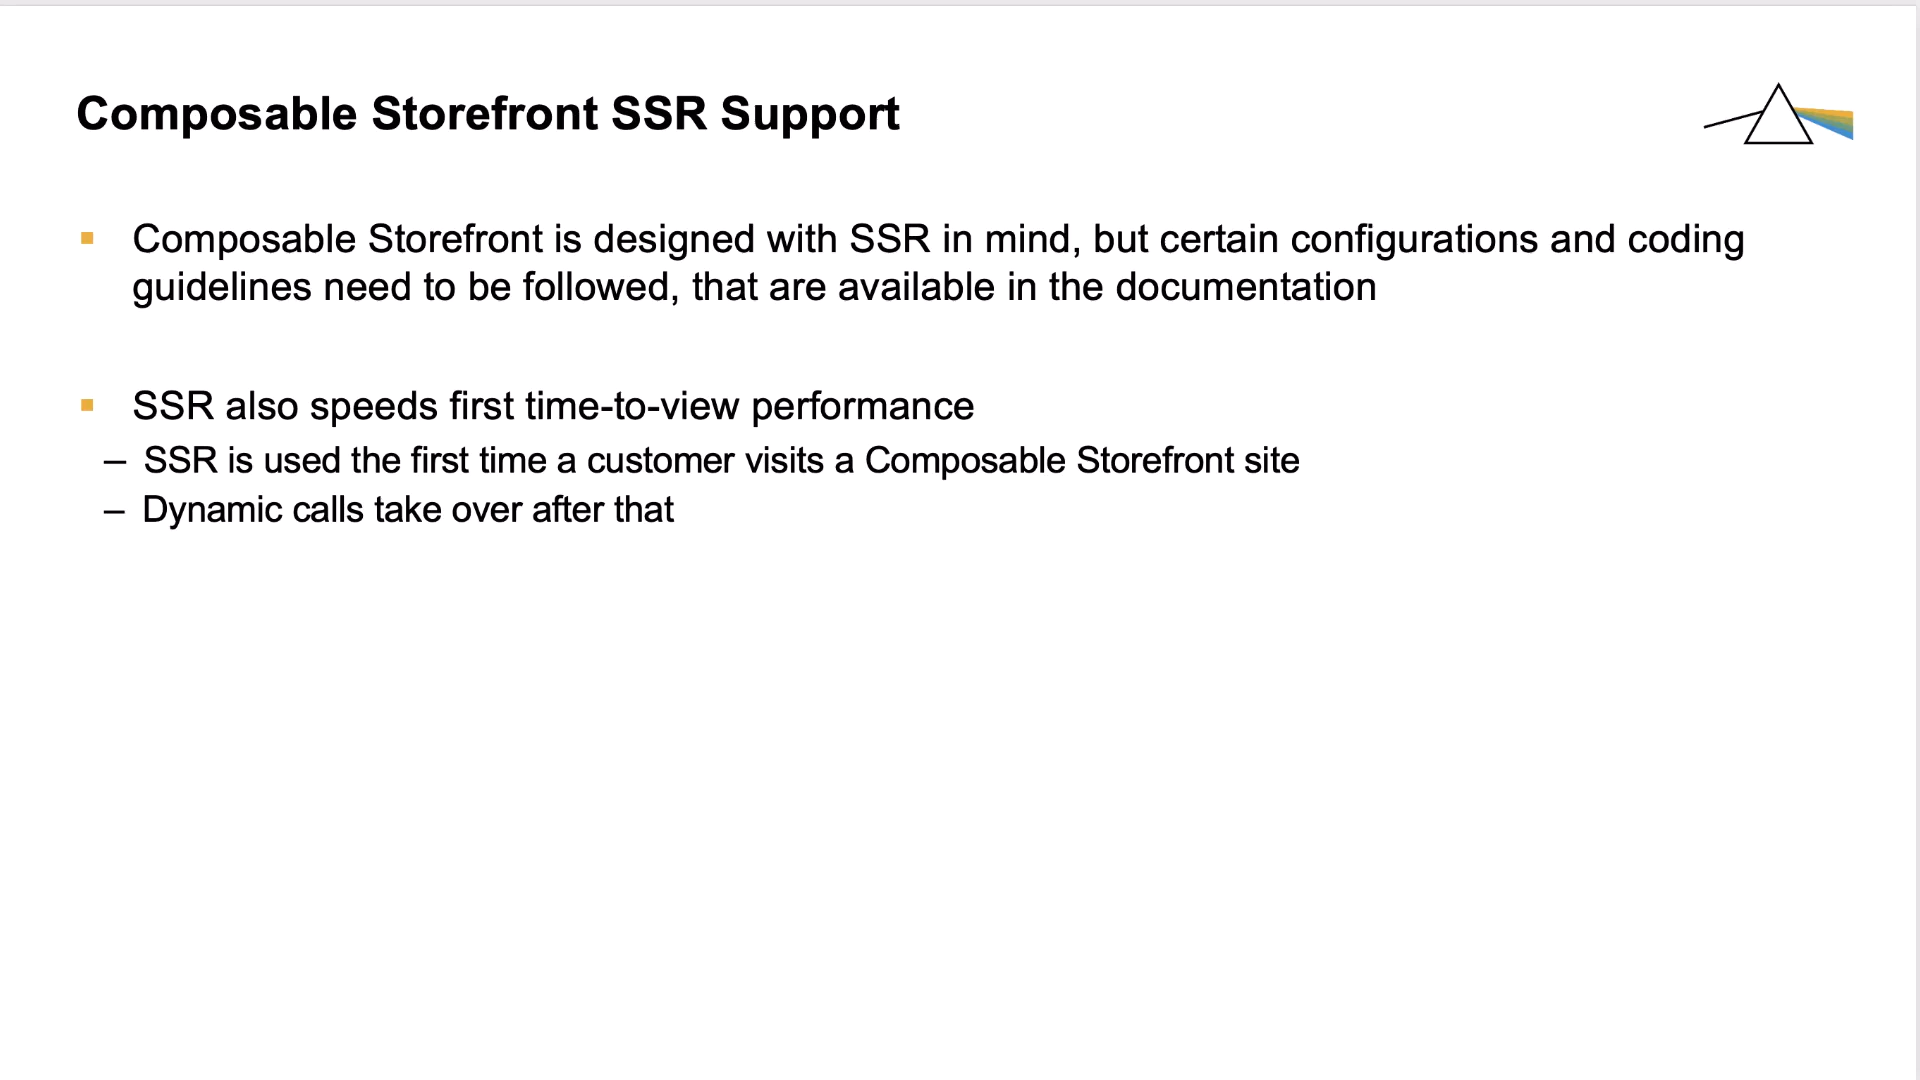 Composable Storefront SSR Support
▪ Composable Storefront is designed with SSR in mind, but certain configurations and coding
guidelines need to be followed, that are available in the documentation
▪ SSR also speeds first time-to-view performance
– SSR is used the first time a customer visits a Composable Storefront site
– Dynamic calls take over after that